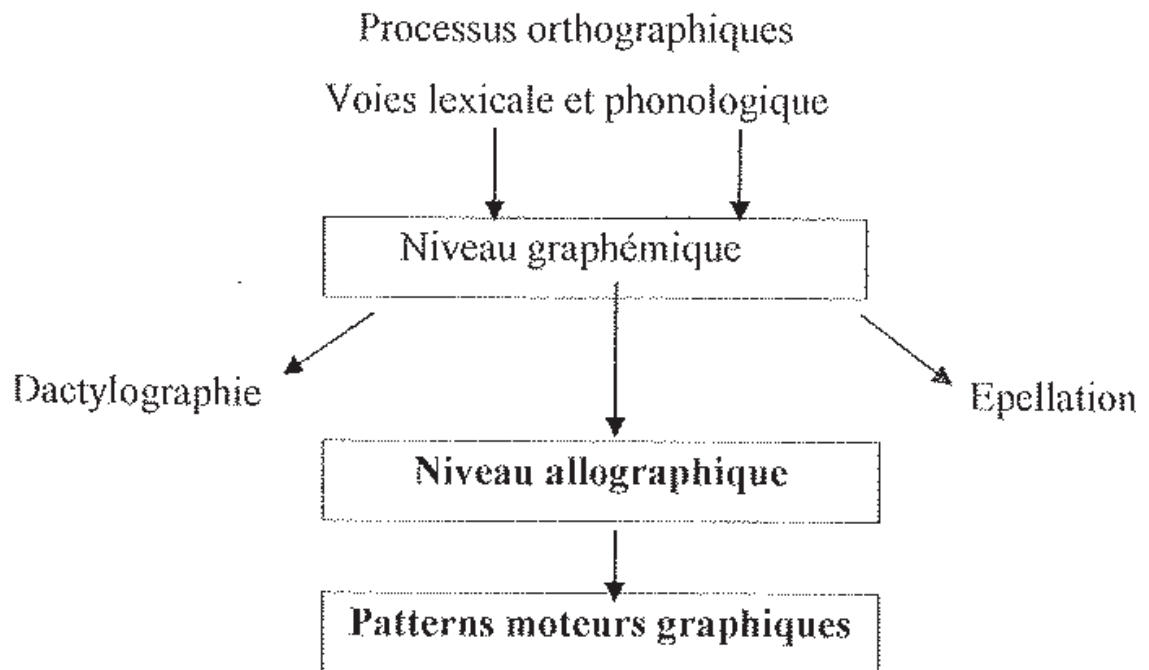 Processus orthographiques
Voies lexicale et phonologique
Niveau graphémique
Dactylographie
Epellation
Niveau allographique
Patterns moteurs graphiques